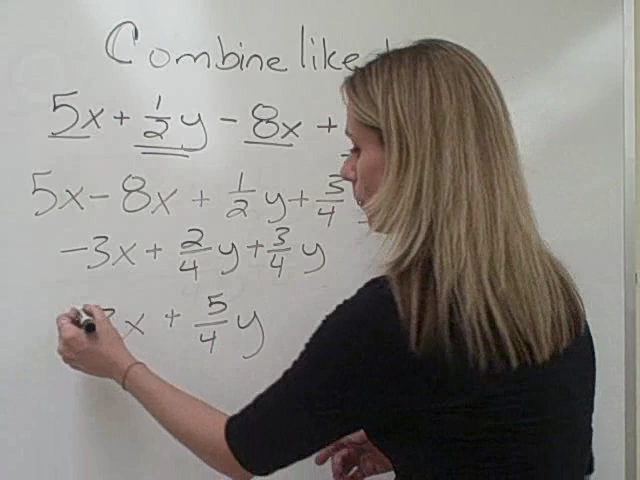 Combine like
5x + 1/2 y - 8x +
5x - 8x + 1/2 y + 3/4
-3x + 2/4 y + 3/4 y
x + 5/4 y